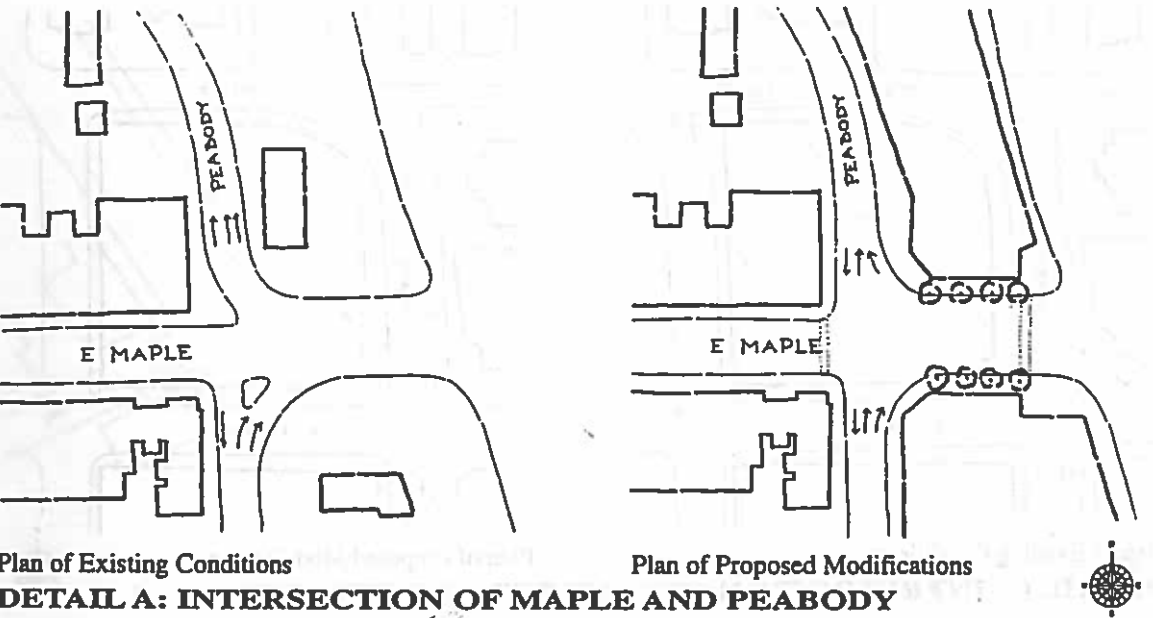 PEABODY
PEABODY
E MAPLE
E MAPLE
Plan of Existing Conditions
Plan of Proposed Modifications
DETAIL A: INTERSECTION OF MAPLE AND PEABODY